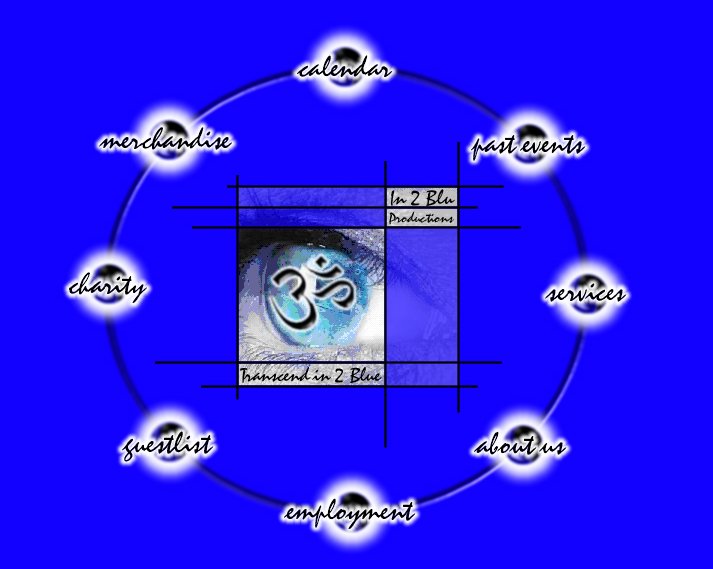 calendar
merchandise
past events
In 2 Blu
Productions
charity
ॐ
services
Transcend in 2 Blue
guestlist
about us
employment